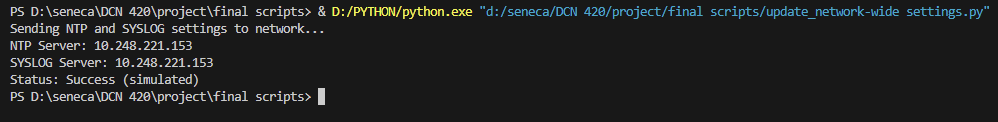 PS D:\seneca\DCN 420\project\final scripts> & D:/PYTHON/python.exe "d:/seneca/DCN 420/project/final scripts/update_network-wide settings.py"
Sending NTP and SYSLOG settings to network...
NTP Server: 10.248.221.153
SYSLOG Server: 10.248.221.153
Status: Success (simulated)
PS D:\seneca\DCN 420\project\final scripts>